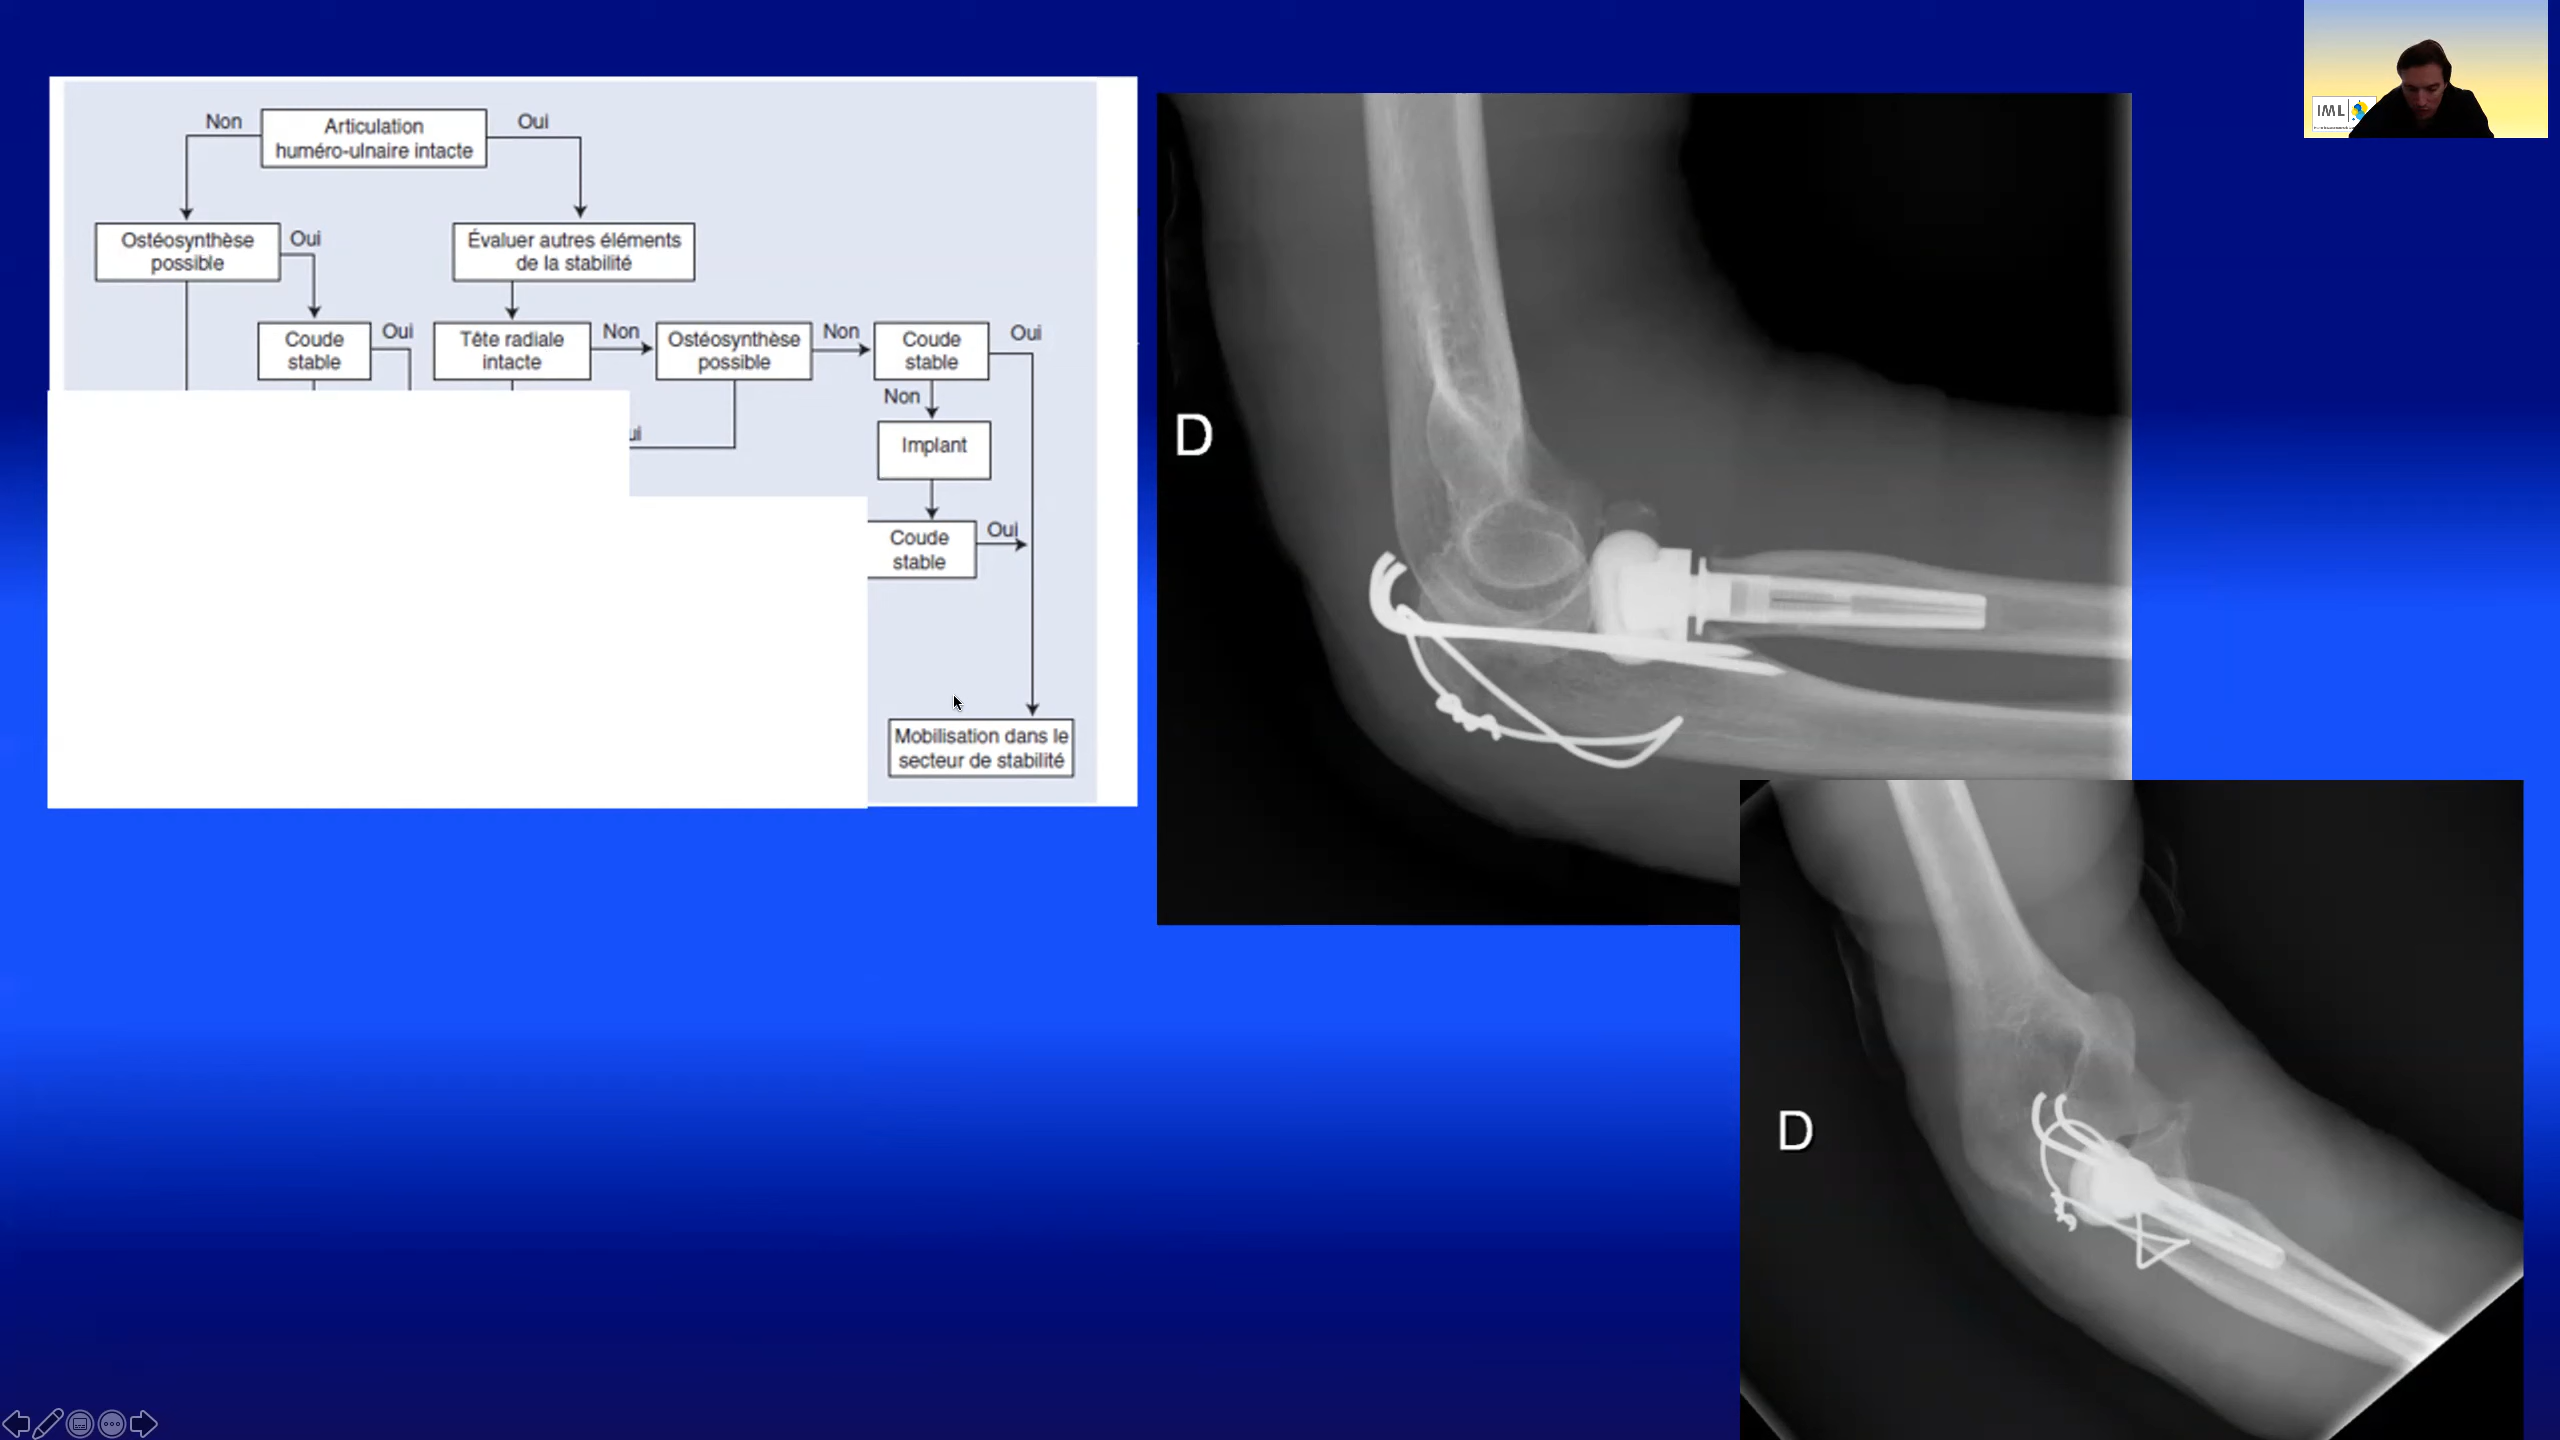 Non
Articulation
huméro-ulnaire intacte
Oui
Ostéosynthèse
possible
Oui
Évaluer autres éléments
de la stabilité
Coude
stable
Oui
Tête radiale
intacte
Non
Ostéosynthèse
possible
Non
Coude
stable
Oui
Non
Implant
Coude
stable
Oui
Mobilisation dans le
secteur de stabilité
D
D
IML